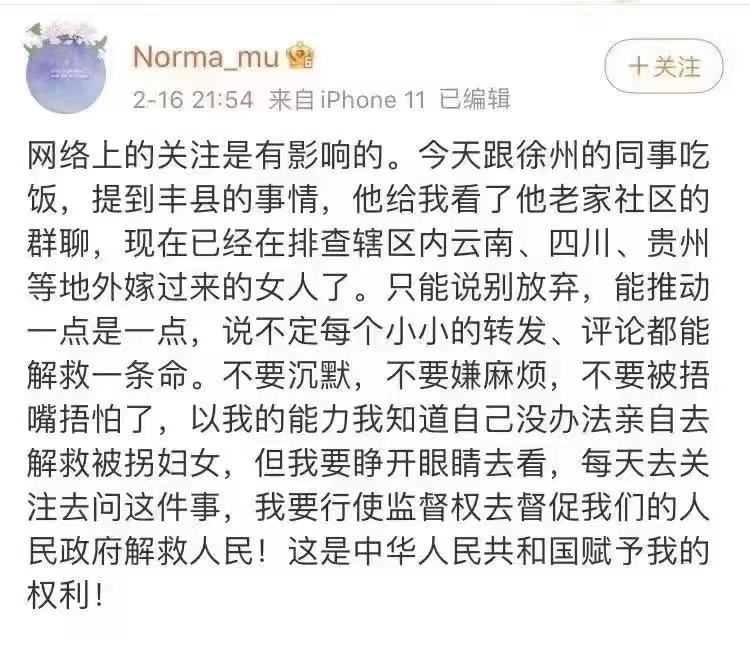 Norma_mu
+关注
2-16 21:54 来自iPhone 11 已编辑
网络上的关注是有影响的。今天跟徐州的同事吃
饭，提到丰县的事情，他给我看了他老家社区的
群聊，现在已经在排查辖区内云南、四川、贵州
等地外嫁过来的女人了。只能说别放弃，能推动
一点是一点，说不定每个小小的转发、评论都能
解救一条命。不要沉默，不要嫌麻烦，不要被捂
嘴捂怕了，以我的能力我知道自己没办法亲自去
解救被拐妇女，但我要睁开眼睛去看，每天去关
注去问这件事，我要行使监督权去督促我们的人
民政府解救人民！这是中华人民共和国赋予我的
权利！